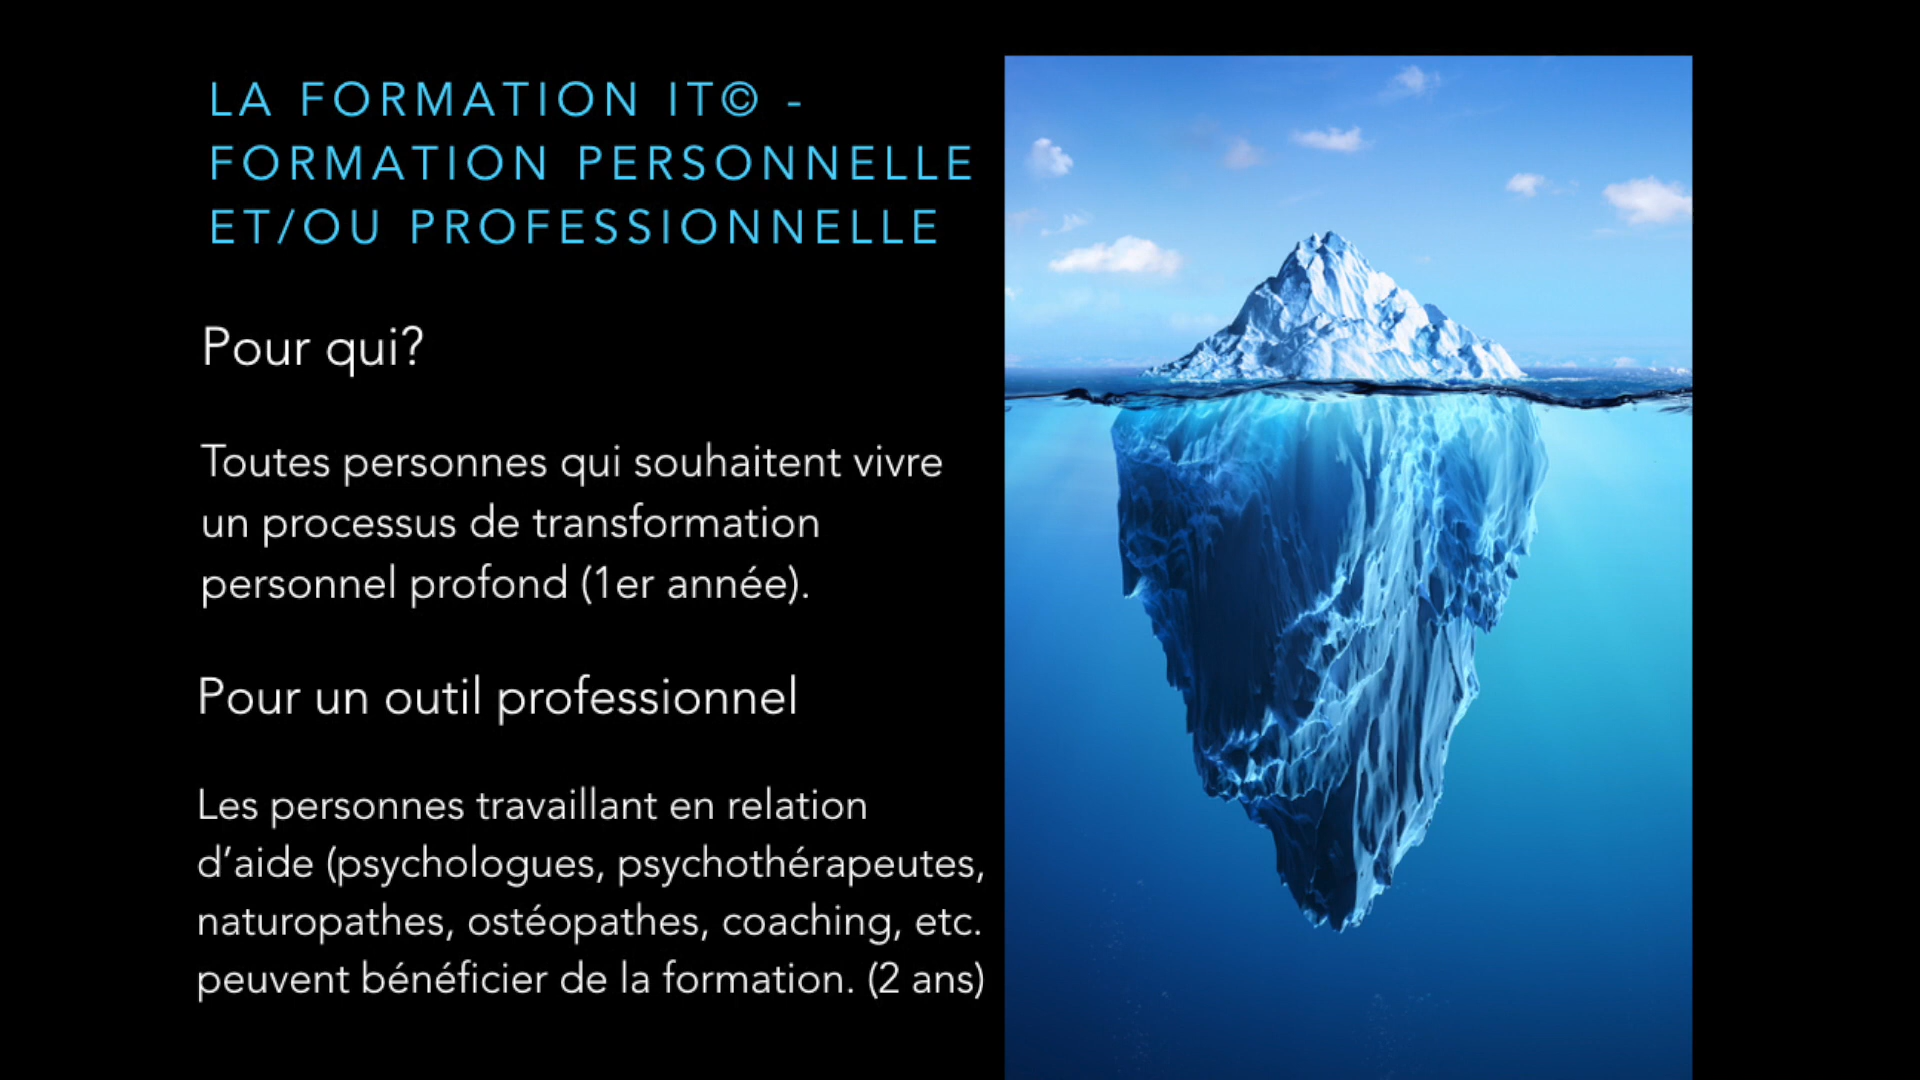 LA FORMATION IT© -
FORMATION PERSONNELLE
ET/OU PROFESSIONNELLE
Pour qui?
Toutes personnes qui souhaitent vivre
un processus de transformation
personnel profond (1er année).
Pour un outil professionnel
Les personnes travaillant en relation
d’aide (psychologues, psychothérapeutes,
naturopathes, ostéopathes, coaching, etc.
peuvent bénéficier de la formation. (2 ans)